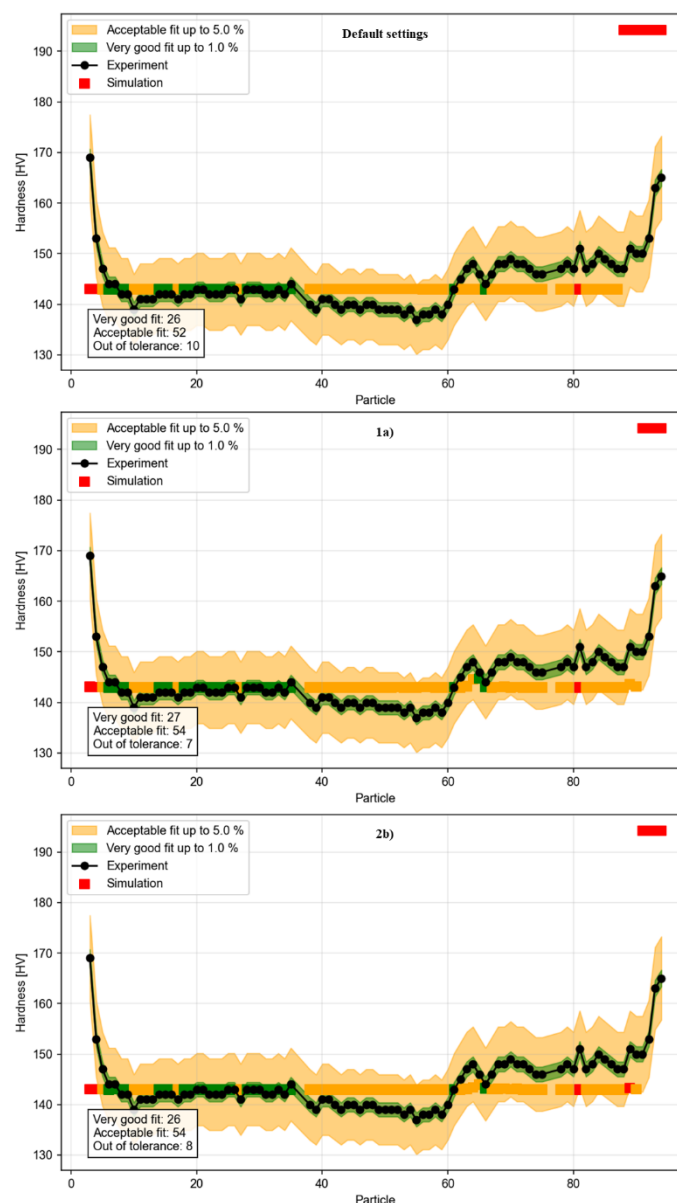 Default settings
Acceptable fit up to 5.0 %
Very good fit up to 1.0 %
Experiment
Simulation
190
180
170
160
150
140
130
Hardness [HV]
Very good fit: 26
Acceptable fit: 52
Out of tolerance: 10
0 20 40 60 80
Particle
1a)
Acceptable fit up to 5.0 %
Very good fit up to 1.0 %
Experiment
Simulation
190
180
170
160
150
140
130
Hardness [HV]
Very good fit: 27
Acceptable fit: 54
Out of tolerance: 7
0 20 40 60 80
Particle
2b)
Acceptable fit up to 5.0 %
Very good fit up to 1.0 %
Experiment
Simulation
190
180
170
160
150
140
130
Hardness [HV]
Very good fit: 26
Acceptable fit: 54
Out of tolerance: 8
0 20 40 60 80
Particle